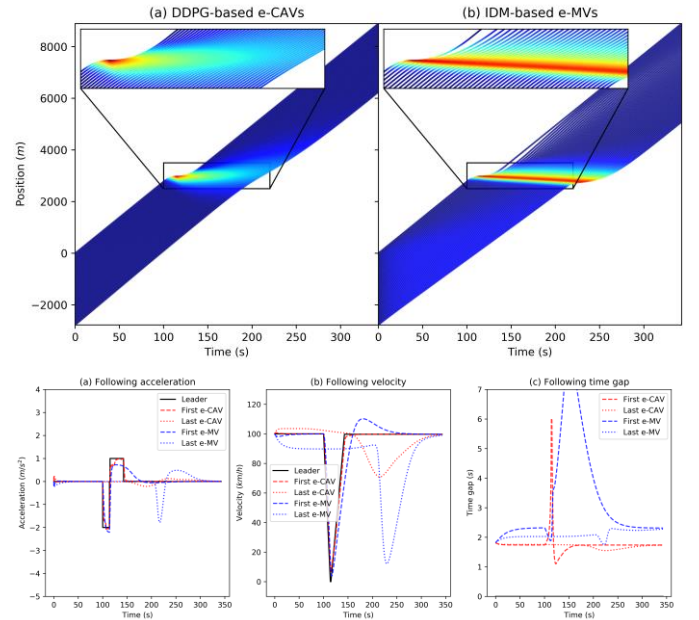 (a) DDPG-based e-CAVs
(b) IDM-based e-MVs
Position (m)
8000
6000
4000
2000
0
−2000
0 50 100 150 200 250 300
0 50 100 150 200 250 300
Time (s)
Time (s)
(a) Following acceleration
Acceleration (m/s²)
4
3
2
1
0
−1
−2
−3
−4
−5
Leader
First e-CAV
Last e-CAV
First e-MV
Last e-MV
0 50 100 150 200 250 300 350
Time (s)
(b) Following velocity
Velocity (km/h)
120
100
80
60
40
20
0
Leader
First e-CAV
Last e-CAV
First e-MV
Last e-MV
0 50 100 150 200 250 300 350
Time (s)
(c) Following time gap
Time gap (s)
7
6
5
4
3
2
1
0
First e-CAV
Last e-CAV
First e-MV
Last e-MV
0 50 100 150 200 250 300 350
Time (s)